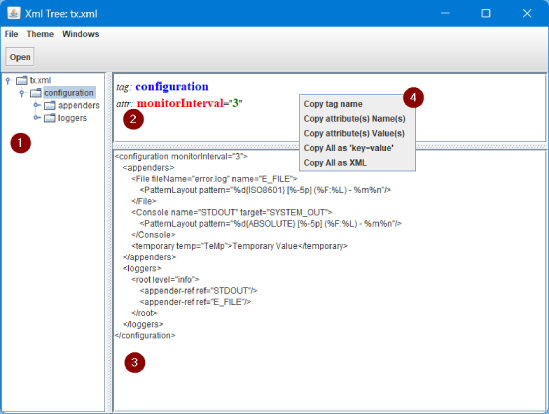 Xml Tree: tx.xml
File Theme Windows
Open
tx.xml
configuration
appenders
loggers
1
tag: configuration
attr: monitorInterval="3"
2
Copy tag name
Copy attribute(s) Name(s)
Copy attribute(s) Value(s)
Copy All as 'key=value'
Copy All as XML
4
<configuration monitorInterval="3">
<appenders>
<File fileName="error.log" name="E_FILE">
<PatternLayout pattern="%d{ISO8601} [%-5p] (%F:%L) - %m%n"/>
</File>
<Console name="STDOUT" target="SYSTEM_OUT">
<PatternLayout pattern="%d{ABSOLUTE} [%-5p] (%F:%L) - %m%n"/>
</Console>
<temporary temp="TeMp">Temporary Value</temporary>
</appenders>
<loggers>
<root level="info">
<appender-ref ref="STDOUT"/>
<appender-ref ref="E_FILE"/>
</root>
</loggers>
</configuration>
3